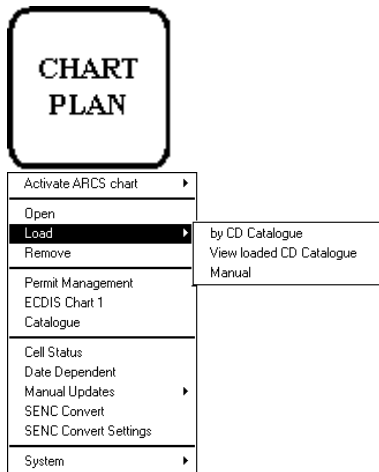 CHART
PLAN
Activate ARCS chart
Open
Load
by CD Catalogue
View loaded CD Catalogue
Manual
Remove
Permit Management
ECDIS Chart 1
Catalogue
Cell Status
Date Dependent
Manual Updates
SENC Convert
SENC Convert Settings
System